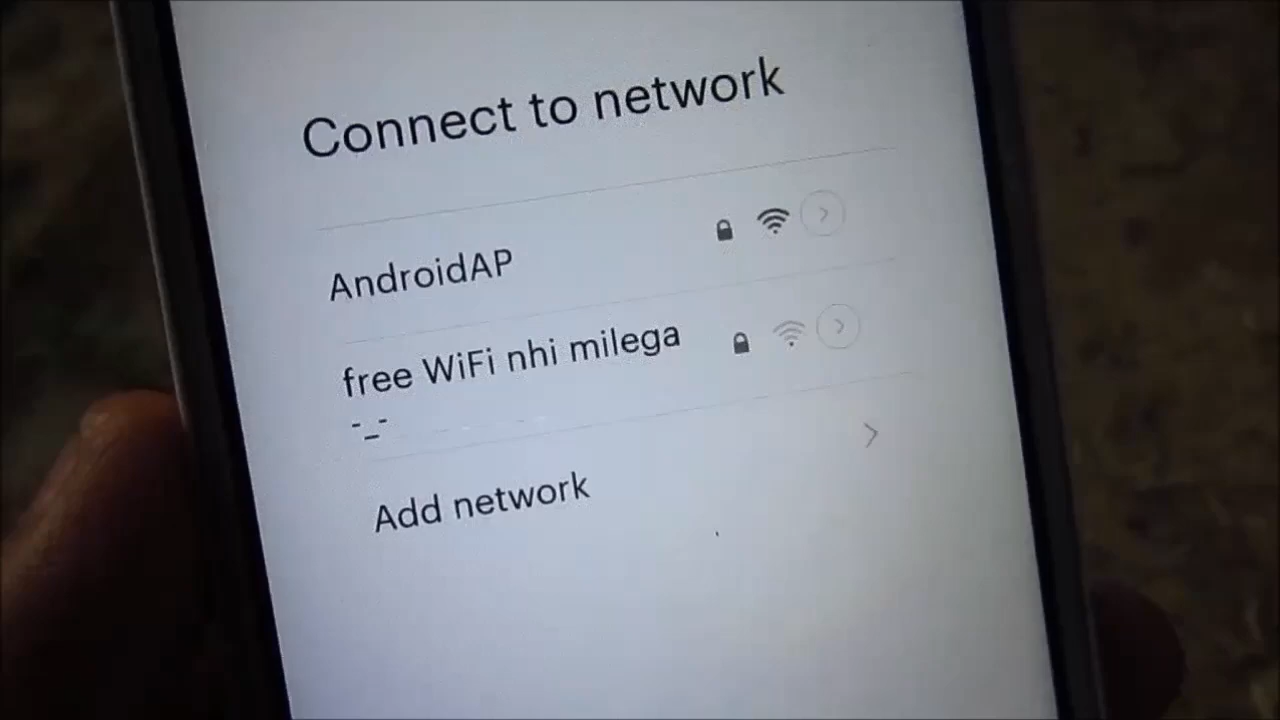 Connect to network
AndroidAP
free WiFi nhi milega
-_-
Add network